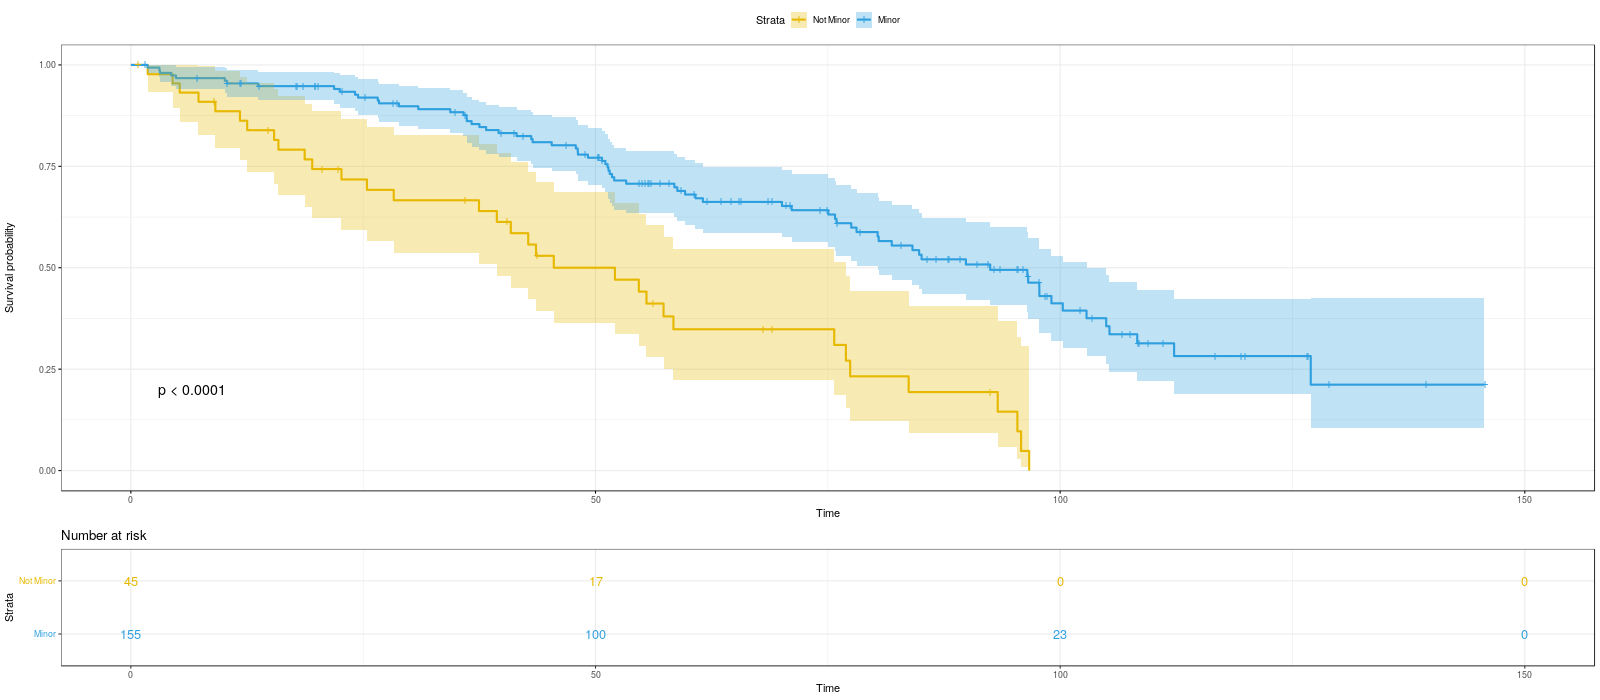 Strata Not Minor Minor
1.00
0.75
0.50
0.25
0.00
Survival probability
p < 0.0001
0 50 100 150
Time
Number at risk
Not Minor 45 17 0 0
Minor 155 100 23 0
Strata
0 50 100 150
Time